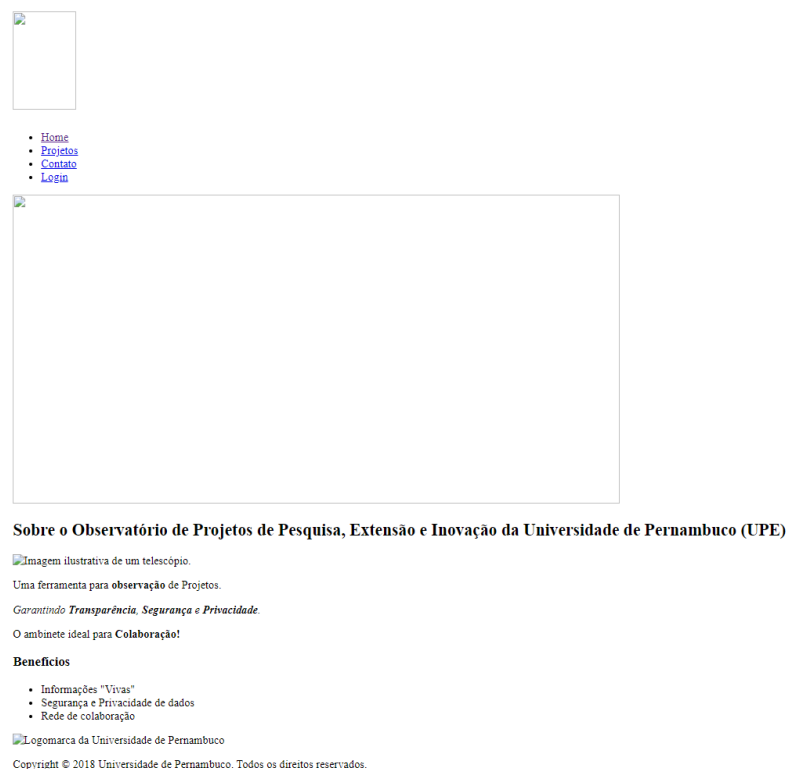 Home
Projetos
Contato
Login
Sobre o Observatório de Projetos de Pesquisa, Extensão e Inovação da Universidade de Pernambuco (UPE)
Imagem ilustrativa de um telescópio.
Uma ferramenta para observação de Projetos.
Garantindo Transparência, Segurança e Privacidade.
O ambinete ideal para Colaboração!
Benefícios
Informações "Vivas"
Segurança e Privacidade de dados
Rede de colaboração
Logomarca da Universidade de Pernambuco
Copyright © 2018 Universidade de Pernambuco. Todos os direitos reservados.